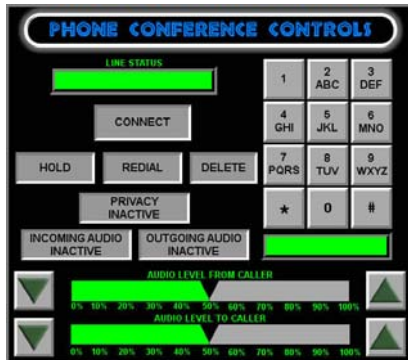 PHONE CONFERENCE CONTROLS
LINE STATUS
1
2
ABC
3
DEF
CONNECT
4
GHI
5
JKL
6
MNO
HOLD
REDIAL
DELETE
7
PQRS
8
TUV
9
WXYZ
PRIVACY
INACTIVE
*
0
#
INCOMING AUDIO
INACTIVE
OUTGOING AUDIO
INACTIVE
AUDIO LEVEL FROM CALLER
0% 10% 20% 30% 40% 50% 60% 70% 80% 90% 100%
AUDIO LEVEL TO CALLER
0% 10% 20% 30% 40% 50% 60% 70% 80% 90% 100%